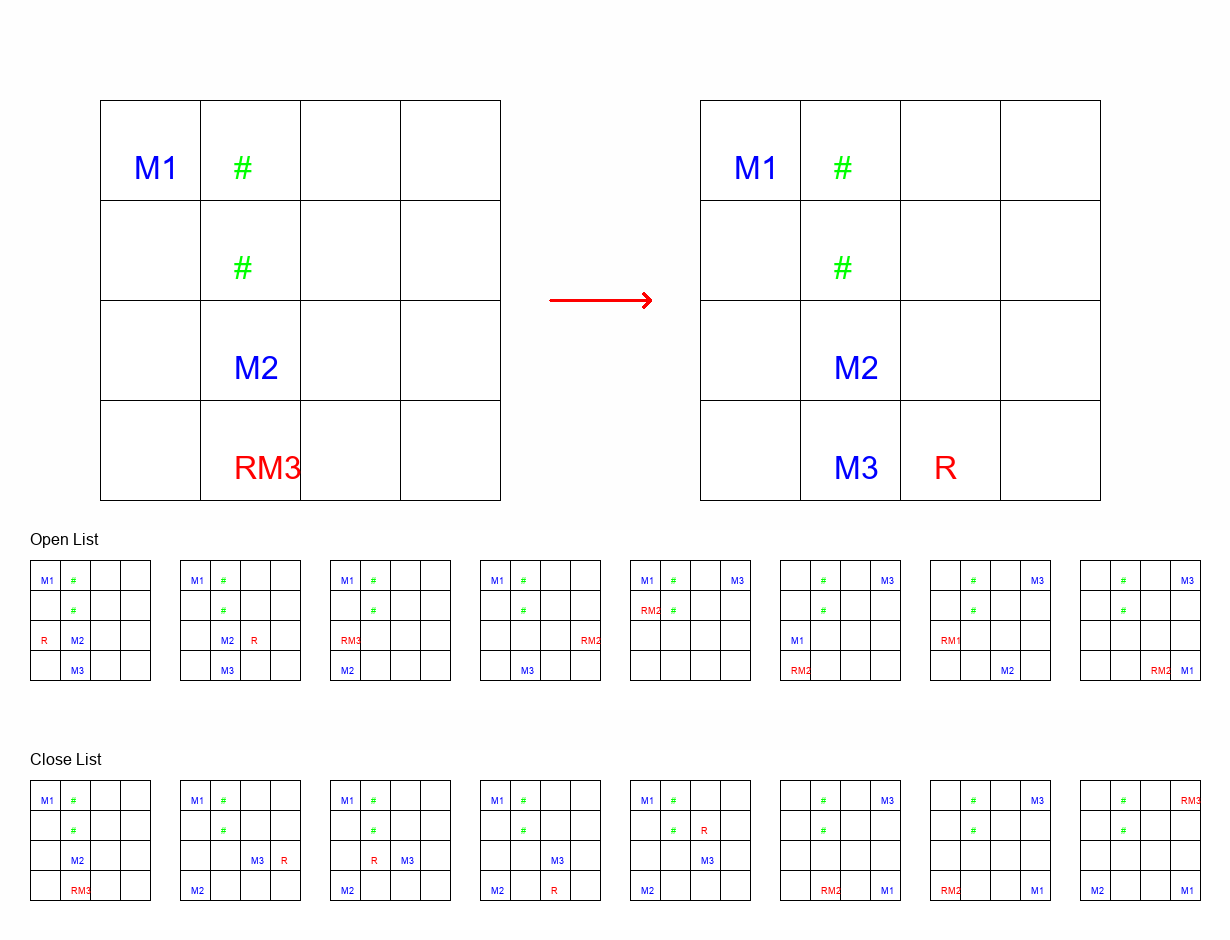 M1 # M1 #
# #
M2 M2
RM3 M3 R
Open List
M1 # M1 # M1 # M1 # M1 # M3 # M3 # M3 # M3
# # # # RM2 # # # #
R M2 M2 R RM3 RM2 M1 RM1
M3 M3 M2 M3 RM2 M2 RM2 M1
Close List
M1 # M1 # M1 # M1 # M1 # # M3 # M3 # RM3
# # # # # R # # #
M2 M3 R R M3 M3 M3
RM3 M2 M2 M2 R M2 RM2 M1 RM2 M1 M2 M1